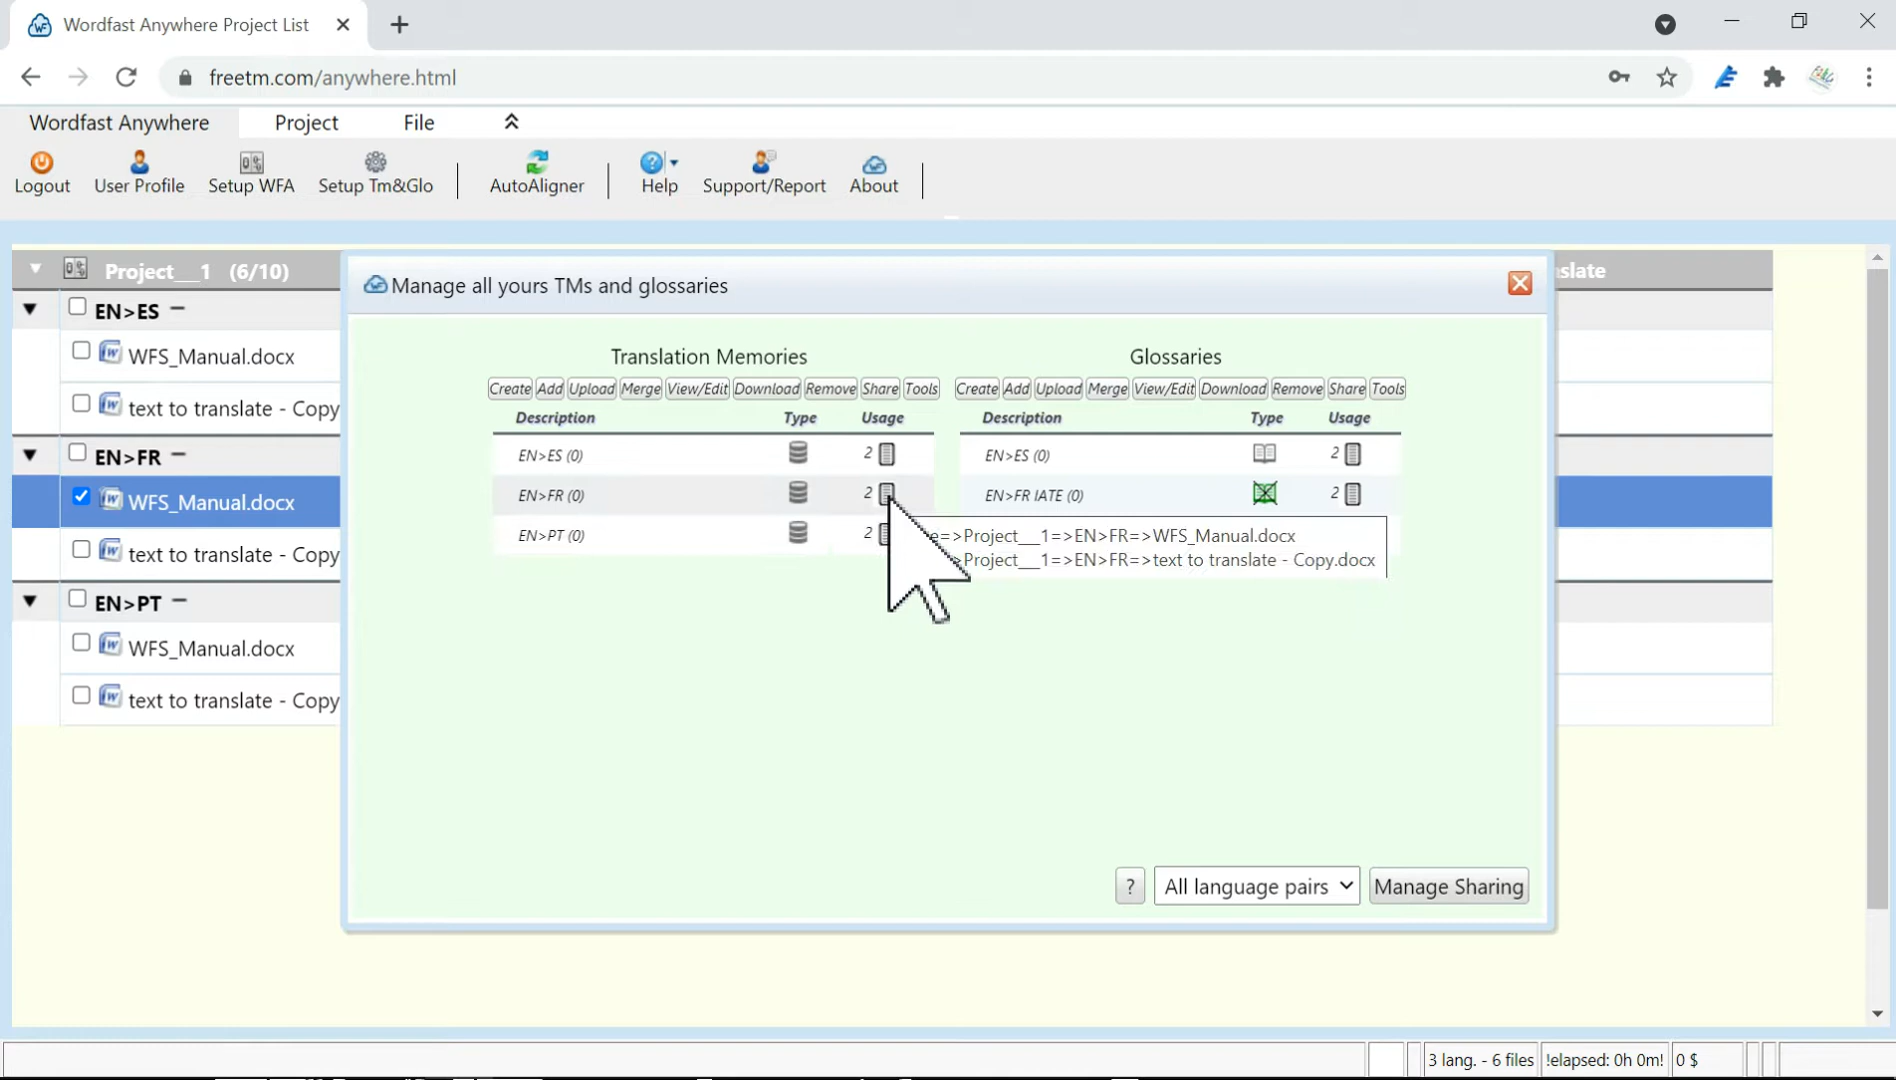 Wordfast Anywhere Project List
freetm.com/anywhere.html
Wordfast Anywhere Project File
Logout User Profile Setup WFA Setup Tm&Glo AutoAligner Help Support/Report About
Project___1 (6/10)
slate
Manage all yours TMs and glossaries
EN>ES
WFS_Manual.docx
text to translate - Copy
EN>FR
WFS_Manual.docx
text to translate - Copy
EN>PT
WFS_Manual.docx
text to translate - Copy
Translation Memories
Create Add Upload Merge View/Edit Download Remove Share Tools
Description Type Usage
EN>ES (0) 2
EN>FR (0) 2
EN>PT (0) 2
Glossaries
Create Add Upload Merge View/Edit Download Remove Share Tools
Description Type Usage
EN>ES (0) 2
EN>FR IATE (0) 2
e=>Project___1=>EN>FR=>WFS_Manual.docx
>Project___1=>EN>FR=>text to translate - Copy.docx
? All language pairs Manage Sharing
3 lang. - 6 files !elapsed: 0h 0m! 0 $